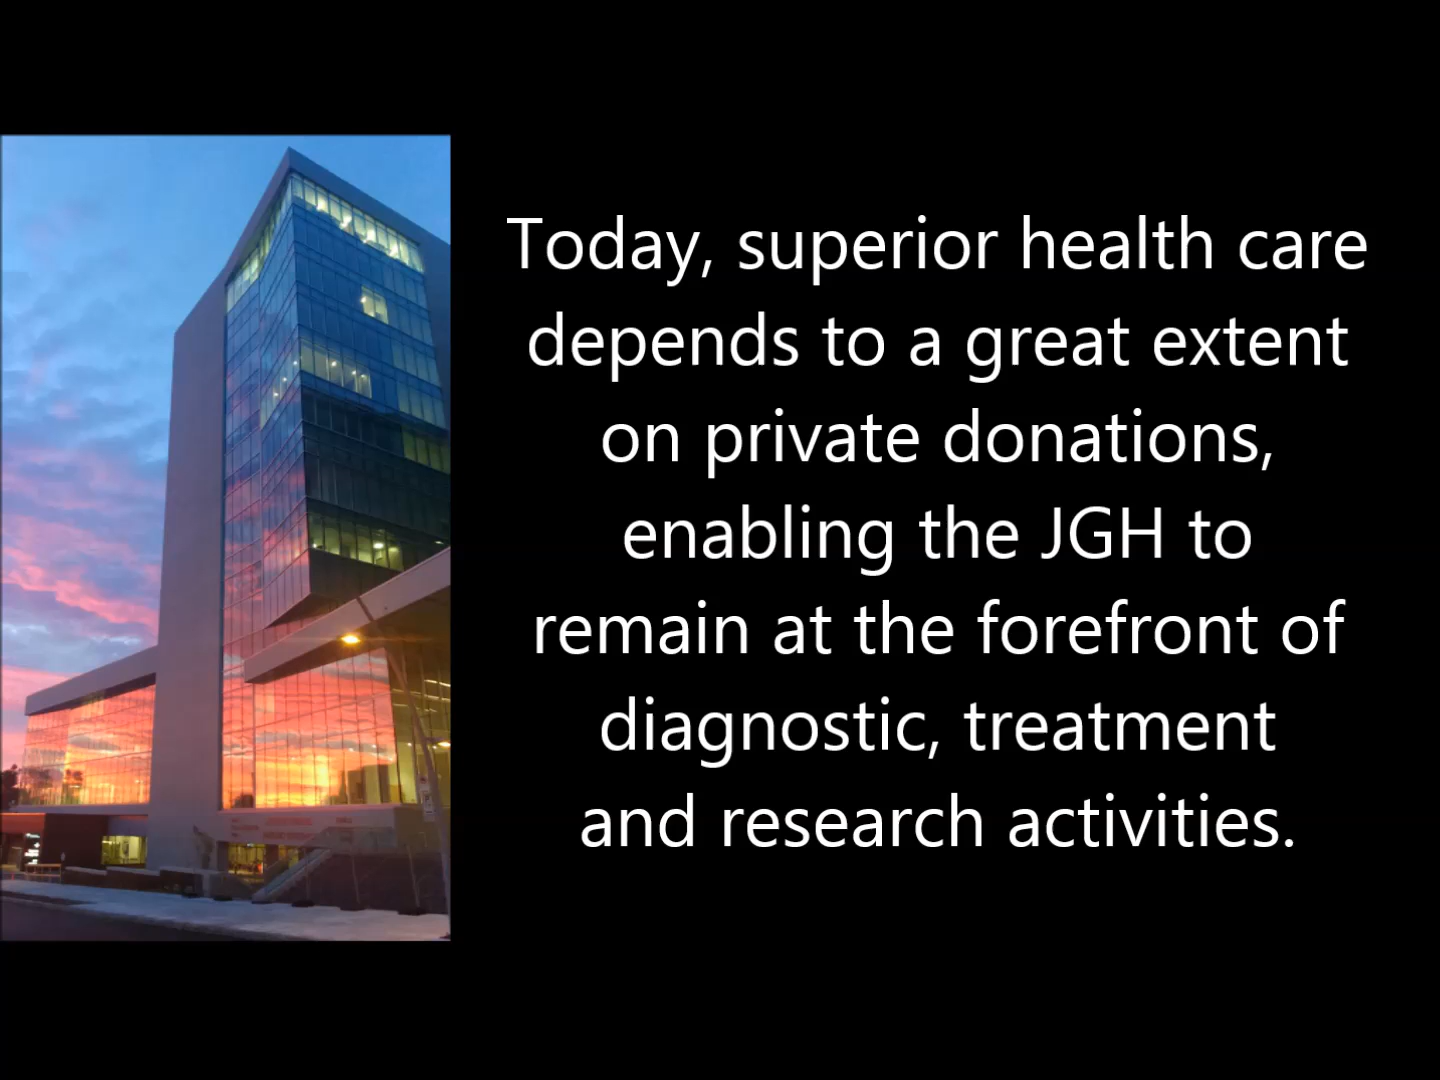 Today, superior health care
depends to a great extent
on private donations,
enabling the JGH to
remain at the forefront of
diagnostic, treatment
and research activities.